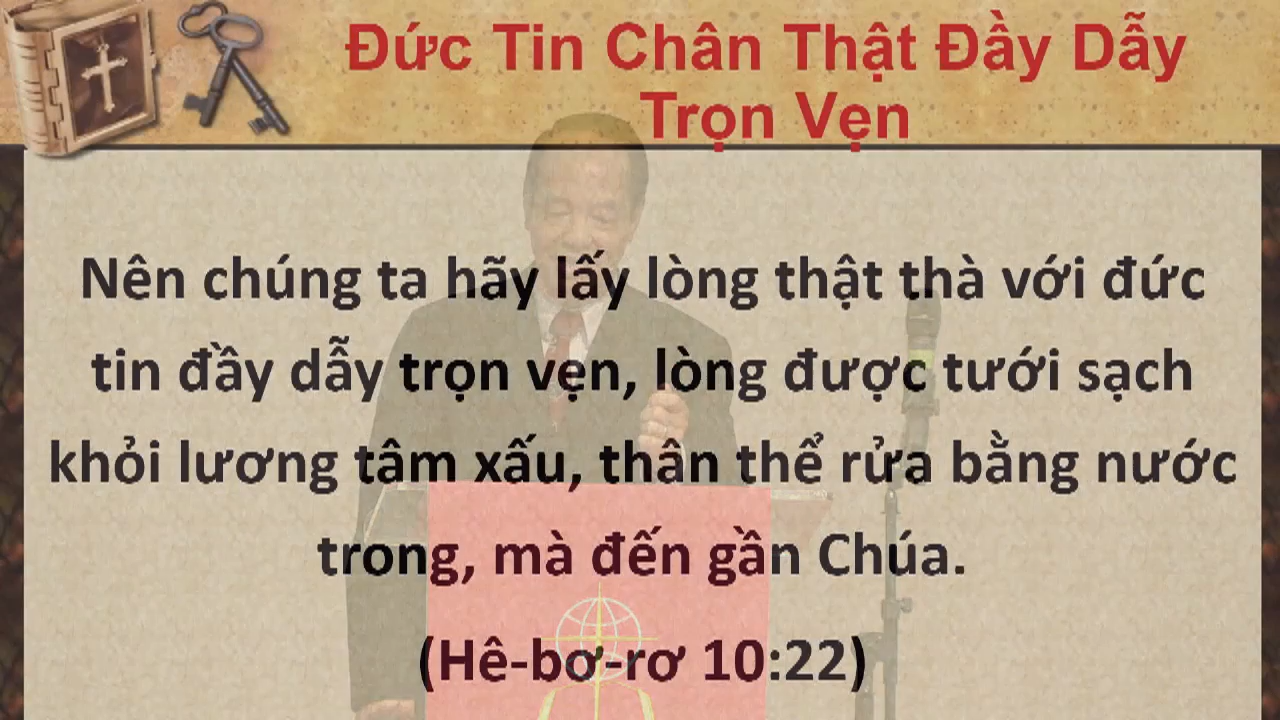 Đức Tin Chân Thật Đầy Dẫy
Trọn Vẹn
Nên chúng ta hãy lấy lòng thật thà với đức
tin đầy dẫy trọn vẹn, lòng được tưới sạch
khỏi lương tâm xấu, thân thể rửa bằng nước
trong, mà đến gần Chúa.
(Hê-bơ-rơ 10:22)